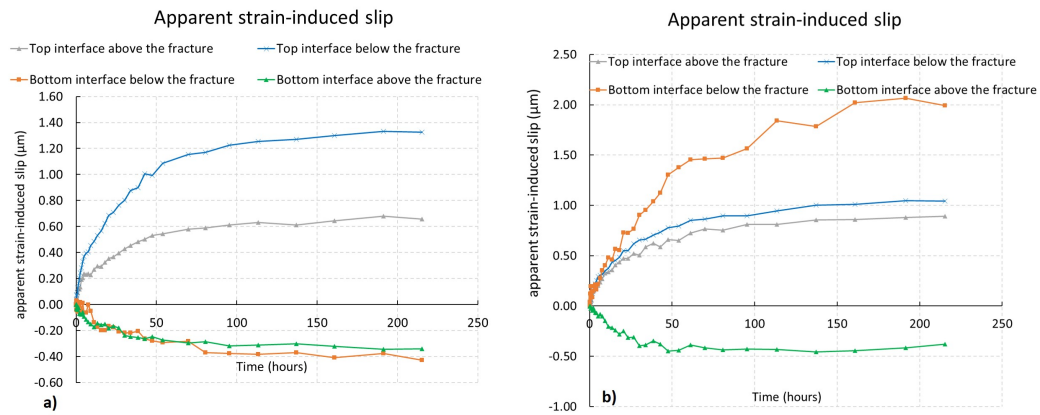 Apparent strain-induced slip
Top interface above the fracture
Top interface below the fracture
Bottom interface below the fracture
Bottom interface above the fracture
apparent strain-induced slip (µm)
1.60
1.40
1.20
1.00
0.80
0.60
0.40
0.20
0.00
-0.20
-0.40
-0.60
0 50 100 150 200 250
Time (hours)
a)
Apparent strain-induced slip
Top interface above the fracture
Top interface below the fracture
Bottom interface below the fracture
Bottom interface above the fracture
apparent strain-induced slip (µm)
2.50
2.00
1.50
1.00
0.50
0.00
-0.50
-1.00
0 50 100 150 200 250
Time (hours)
b)